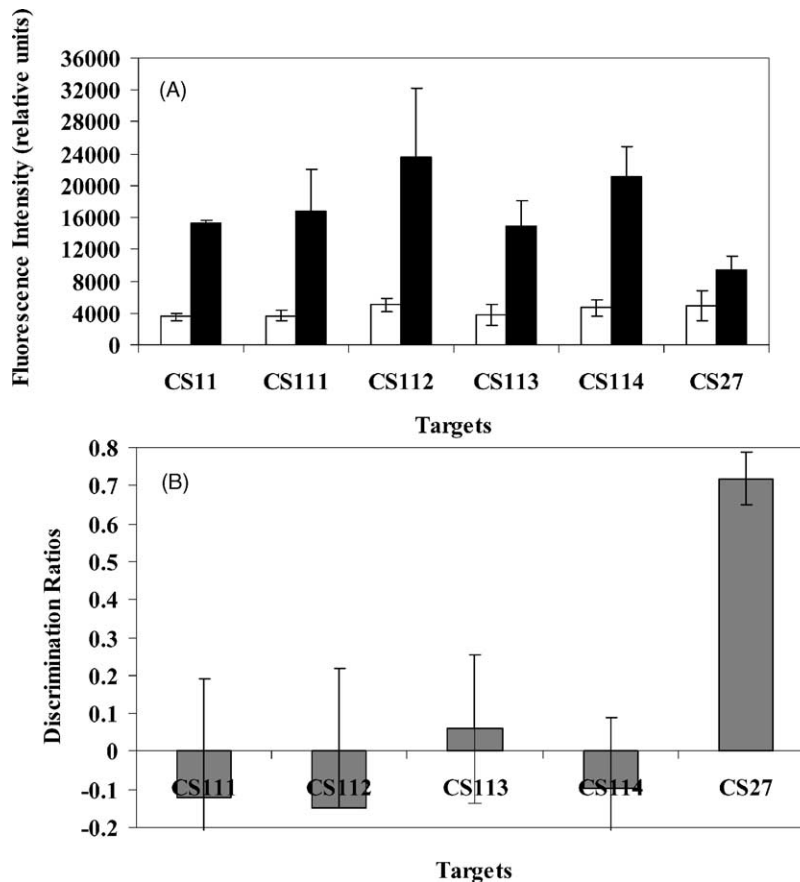 (A)
Fluorescence Intensity (relative units)
36000
32000
28000
24000
20000
16000
12000
8000
4000
0
CS11 CS111 CS112 CS113 CS114 CS27
Targets
(B)
Discrimination Ratios
0.8
0.7
0.6
0.5
0.4
0.3
0.2
0.1
0
-0.1
-0.2
CS111 CS112 CS113 CS114 CS27
Targets